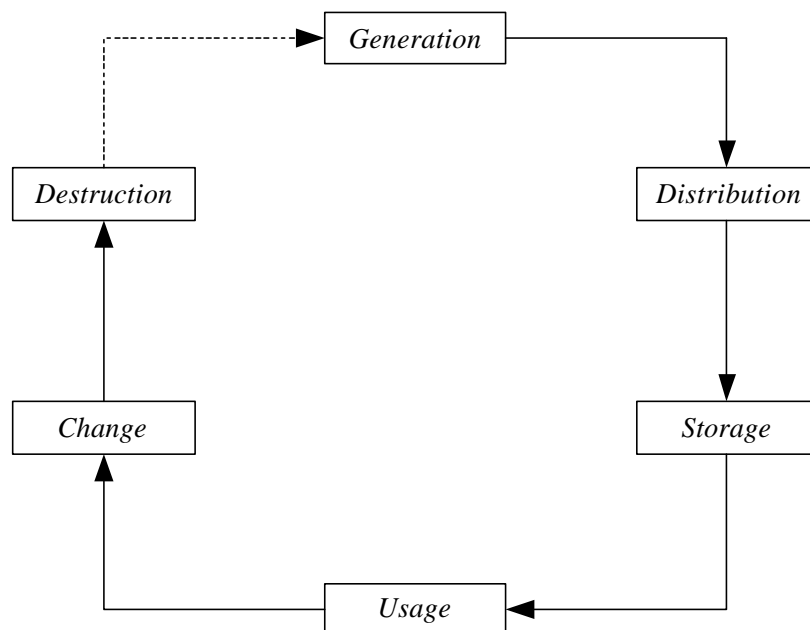 Generation
Destruction
Distribution
Change
Storage
Usage